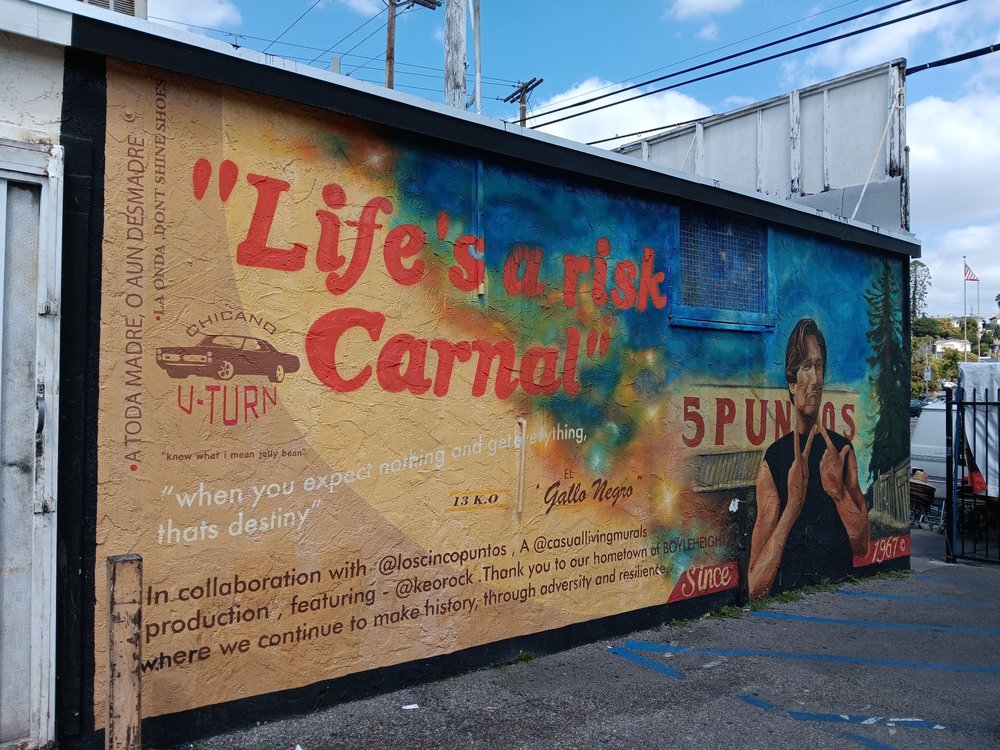 •A TODA MADRE, O AUN DESMADRE
•LA ONDA DONT SHINE SHOES
"Life's a risk
Carnal"
CHICANO
U-TURN
"know what i mean jelly bean"
"when you expect nothing and get everything,
thats destiny"
13 K.O
EL
"Gallo Negro"
5 PUNTOS
In collaboration with @loscincopuntos , A @casuallivingmurals
production , featuring - @keorock .Thank you to our hometown of BOYLEHEIGHTS
where we continue to make history, through adversity and resilience.
Since
1967 ©